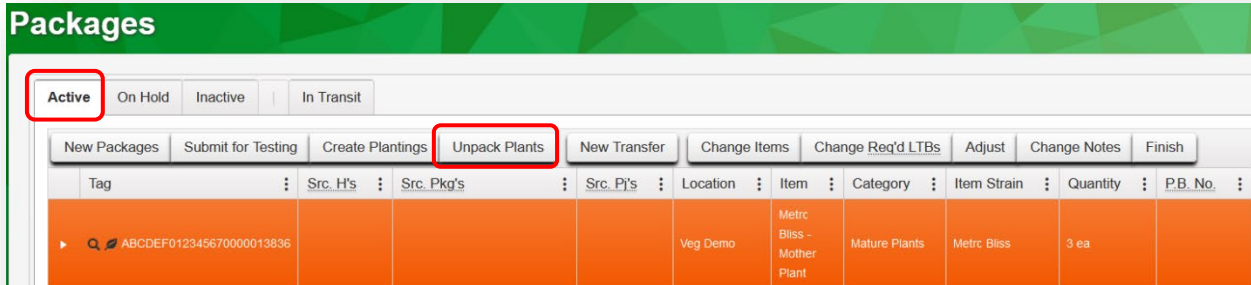 Packages
Active On Hold Inactive | In Transit
New Packages Submit for Testing Create Plantings Unpack Plants New Transfer Change Items Change Req'd LTBs Adjust Change Notes Finish
Tag Src. H's Src. Pkg's Src. Pj's Location Item Category Item Strain Quantity P.B. No.
ABCDEF012345670000013836 Veg Demo Metrc Bliss - Mother Plant Mature Plants Metrc Bliss 3 ea